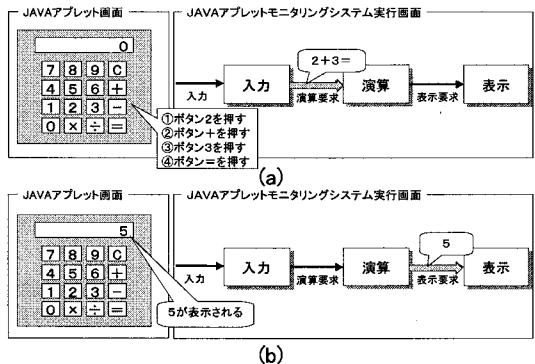 JAVAアプレット画面
0
7 8 9 C
4 5 6 +
1 2 3 −
0 × ÷ =
①ボタン2を押す
②ボタン+を押す
③ボタン3を押す
④ボタン=を押す
JAVAアプレットモニタリングシステム実行画面
2+3=
入力
入力
演算要求
演算
表示要求
表示
(a)
JAVAアプレット画面
5
7 8 9 C
4 5 6 +
1 2 3 −
0 × ÷ =
5が表示される
JAVAアプレットモニタリングシステム実行画面
5
入力
入力
演算要求
演算
表示要求
表示
(b)